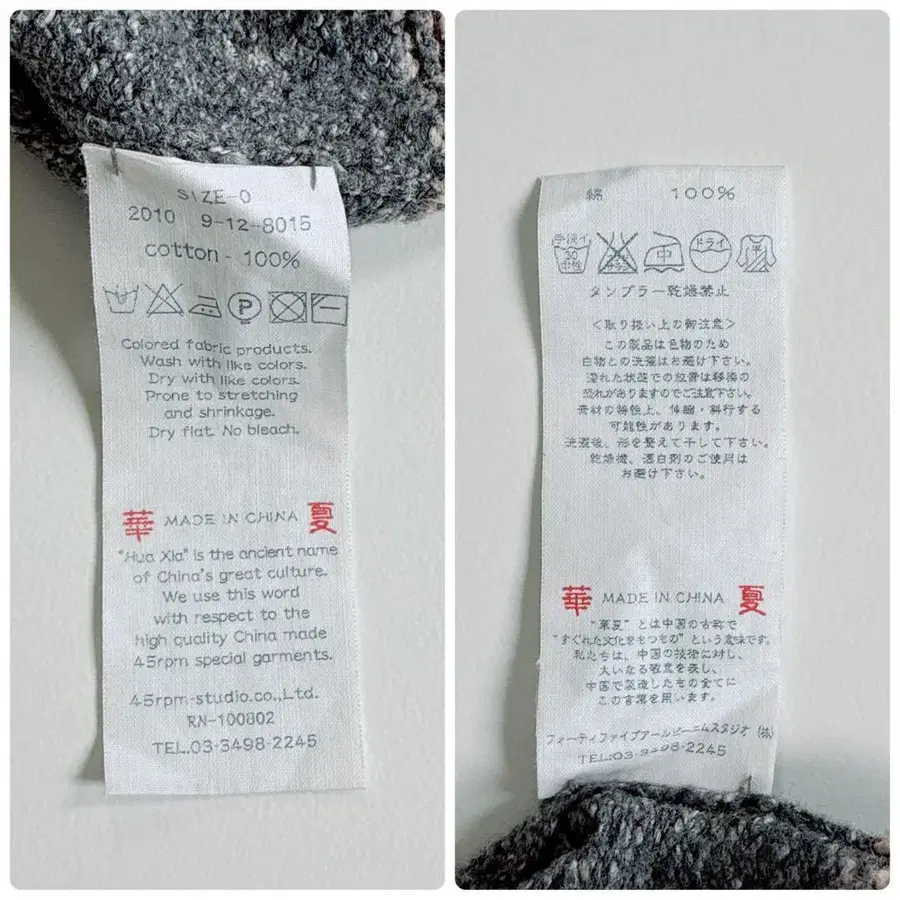 SIZE-0
2010 9-12-8015
cotton - 100%
P
Colored fabric products.
Wash with like colors.
Dry with like colors.
Prone to stretching
and shrinkage.
Dry flat. No bleach.
華 MADE IN CHINA 夏
"Hua Xia" is the ancient name
of China's great culture.
We use this word
with respect to the
high quality China made
45rpm special garments.
45rpm-studio.co.,Ltd.
RN-100802
TEL.03-3498-2245
綿 100%
手洗イ 30 中性 中 ドライ 平
タンブラー乾燥禁止
<取り扱い上の御注意>
この製品は色物のため
白物との洗濯はお避け下さい。
濡れた状態での放置は移染の
恐れがありますのでご注意下さい。
素材の特性上、伸縮・斜行する
可能性があります。
洗濯後、形を整えて干して下さい。
乾燥機、漂白剤のご使用は
お避け下さい。
華 MADE IN CHINA 夏
"華夏" とは中国の古称で
"すぐれた文化をもつもの" という意味です。
私たちは、中国の技術に対し、
大いなる敬意を表し、
中国で製造したもの全てに
この言葉を用います。
フォーティファイブアールピーエムスタジオ (株)
TEL:03-3498-2245